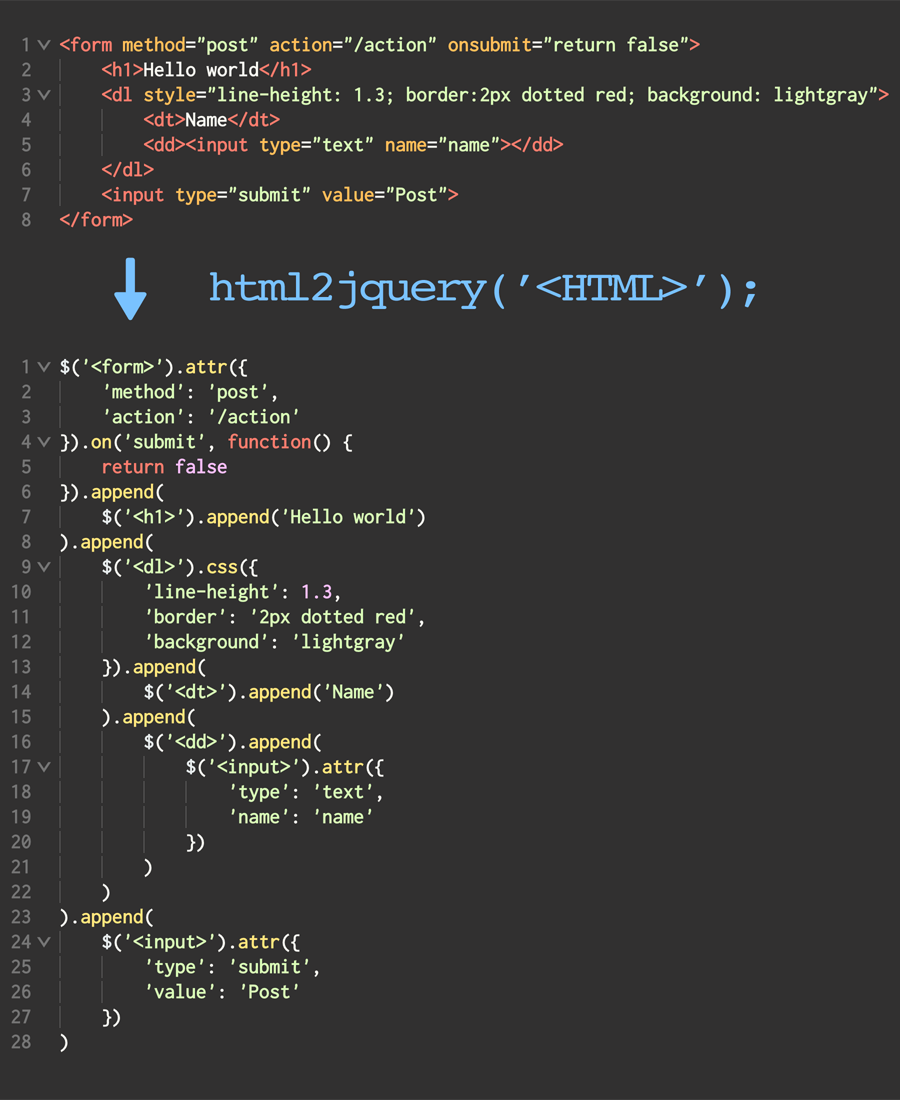 1 <form method="post" action="/action" onsubmit="return false">
2     <h1>Hello world</h1>
3     <dl style="line-height: 1.3; border:2px dotted red; background: lightgray">
4         <dt>Name</dt>
5         <dd><input type="text" name="name"></dd>
6     </dl>
7     <input type="submit" value="Post">
8 </form>
html2jquery('<HTML>');
1 $('<form>').attr({
2     'method': 'post',
3     'action': '/action'
4 }).on('submit', function() {
5     return false
6 }).append(
7     $('<h1>').append('Hello world')
8 ).append(
9     $('<dl>').css({
10         'line-height': 1.3,
11         'border': '2px dotted red',
12         'background': 'lightgray'
13     }).append(
14         $('<dt>').append('Name')
15     ).append(
16         $('<dd>').append(
17             $('<input>').attr({
18                 'type': 'text',
19                 'name': 'name'
20             })
21         )
22     )
23 ).append(
24     $('<input>').attr({
25         'type': 'submit',
26         'value': 'Post'
27     })
28 )